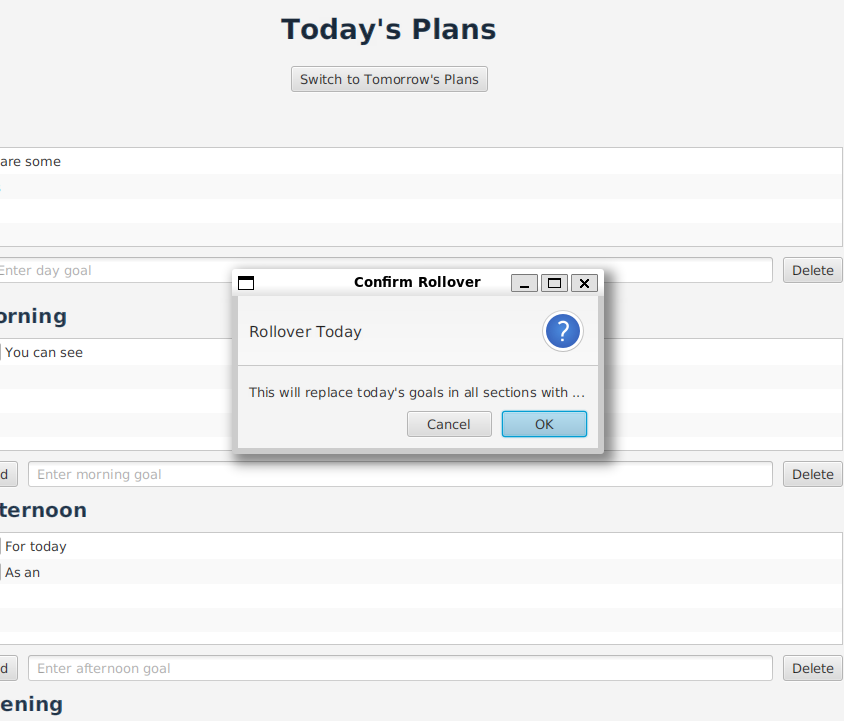 Today's Plans
Switch to Tomorrow's Plans
are some
Enter day goal
Delete
Confirm Rollover
Rollover Today
?
This will replace today's goals in all sections with ...
Cancel
OK
orning
You can see
d
Enter morning goal
Delete
ternoon
For today
As an
d
Enter afternoon goal
Delete
ening